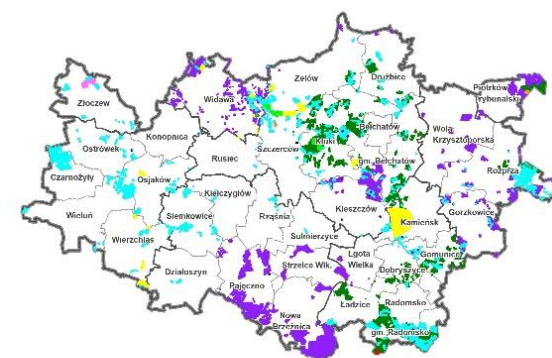 Złoczew
Widawa
Zelów
Drużbice
Piotrków
Trybunalski
Ostrówek
Konopnica
Rusiec
Szczerców
Kluki
Bełchatów
gm. Bełchatów
Wola
Krzysztoporska
Rozprza
Czarnożyły
Osjaków
Kiełczygłów
Wieluń
Siemkowice
Rząśnia
Kleszczów
Kamieńsk
Gorzkowice
Wierzchlas
Sulmierzyce
Gomunice
Działoszyn
Pajęczno
Strzelce Wlk.
Lgota
Wielka
Dobryszyce
Ładzice
Radomsko
Nowa
Brzeźnica
gm. Radomsko